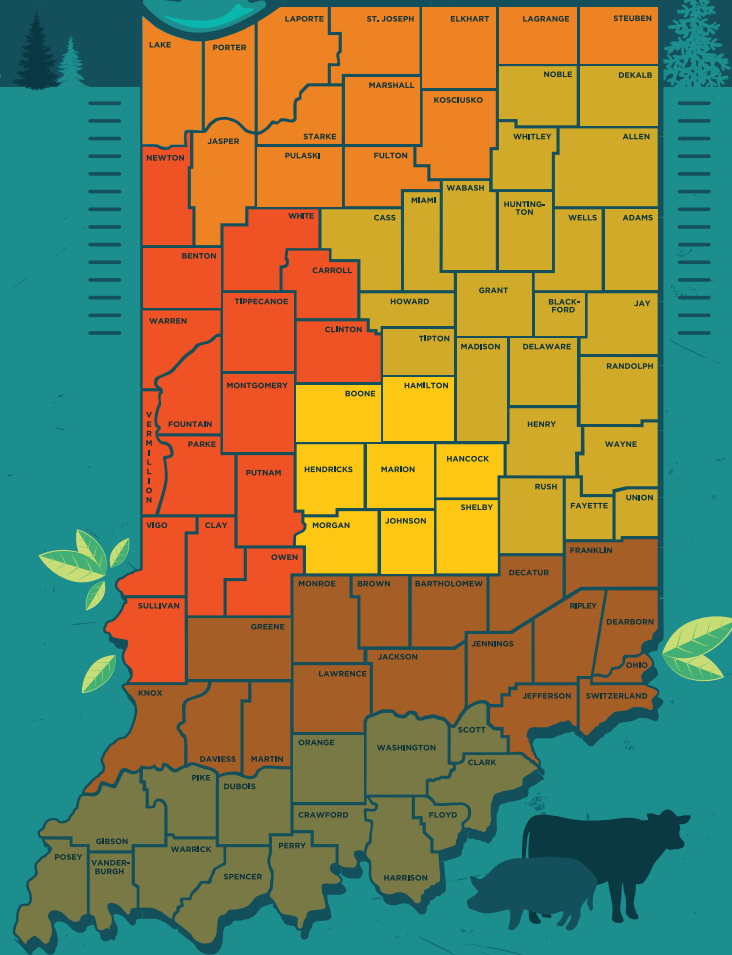 LAPORTE
ST. JOSEPH
ELKHART
LAGRANGE
STEUBEN
LAKE
PORTER
NOBLE
DEKALB
MARSHALL
KOSCIUSKO
STARKE
JASPER
WHITLEY
ALLEN
NEWTON
PULASKI
FULTON
WABASH
MIAMI
HUNTING-
TON
WHITE
CASS
WELLS
ADAMS
BENTON
CARROLL
GRANT
TIPPECANOE
HOWARD
BLACK-
FORD
JAY
WARREN
CLINTON
TIPTON
MADISON
DELAWARE
RANDOLPH
MONTGOMERY
BOONE
HAMILTON
VERMILLION
FOUNTAIN
HENRY
PARKE
WAYNE
PUTNAM
HENDRICKS
MARION
HANCOCK
RUSH
FAYETTE
UNION
VIGO
CLAY
MORGAN
JOHNSON
SHELBY
OWEN
FRANKLIN
MONROE
BROWN
BARTHOLOMEW
DECATUR
SULLIVAN
RIPLEY
GREENE
DEARBORN
JENNINGS
JACKSON
OHIO
LAWRENCE
KNOX
JEFFERSON
SWITZERLAND
SCOTT
ORANGE
WASHINGTON
DAVIESS
MARTIN
CLARK
PIKE
DUBOIS
CRAWFORD
FLOYD
GIBSON
WARRICK
PERRY
POSEY
VANDER-
BURGH
SPENCER
HARRISON